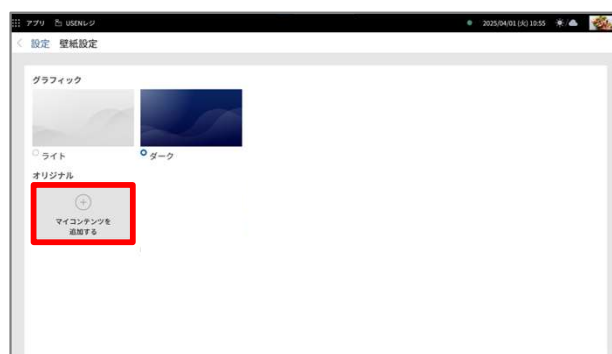 アプリ USENレジ 2025/04/01 (火) 10:55
設定 壁紙設定
グラフィック
ライト ダーク
オリジナル
マイコンテンツを
追加する